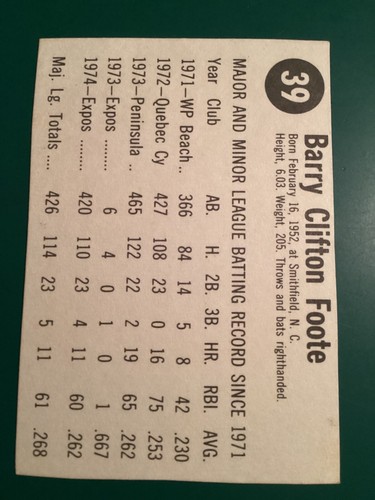 39
Barry Clifton Foote
Born February 16, 1952, at Smithfield, N. C.
Height, 6.03. Weight, 205. Throws and bats righthanded.
MAJOR AND MINOR LEAGUE BATTING RECORD SINCE 1971
Year Club AB. H. 2B. 3B. HR. RBI. AVG.
1971—WP Beach .. 366 84 14 5 8 42 .230
1972—Quebec Cy 427 108 23 0 16 75 .253
1973—Peninsula .. 465 122 22 2 19 65 .262
1973—Expos ......... 6 4 0 1 0 1 .667
1974—Expos ......... 420 110 23 4 11 60 .262
Maj. Lg. Totals .... 426 114 23 5 11 61 .268